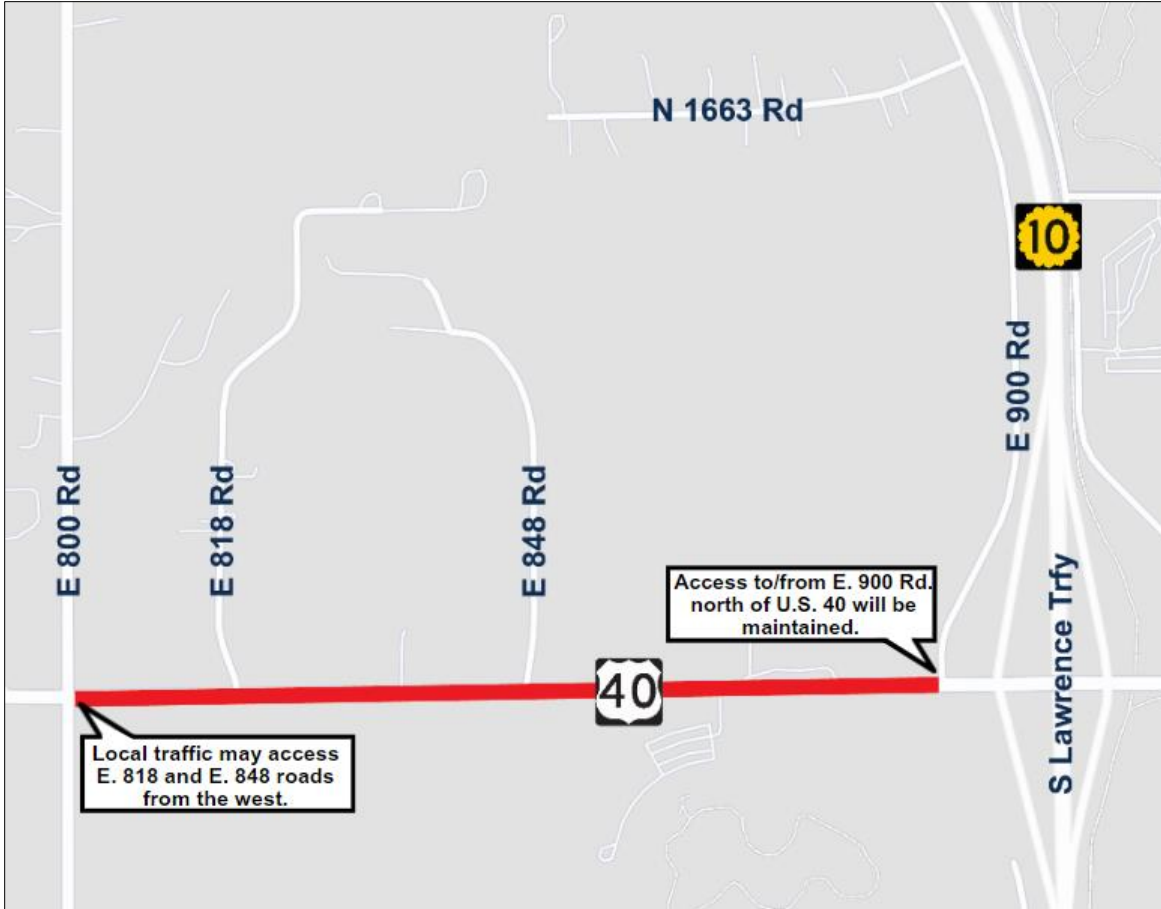 N 1663 Rd
10
E 900 Rd
E 800 Rd
E 818 Rd
E 848 Rd
Access to/from E. 900 Rd.
north of U.S. 40 will be
maintained.
S Lawrence Trfy
40
Local traffic may access
E. 818 and E. 848 roads
from the west.